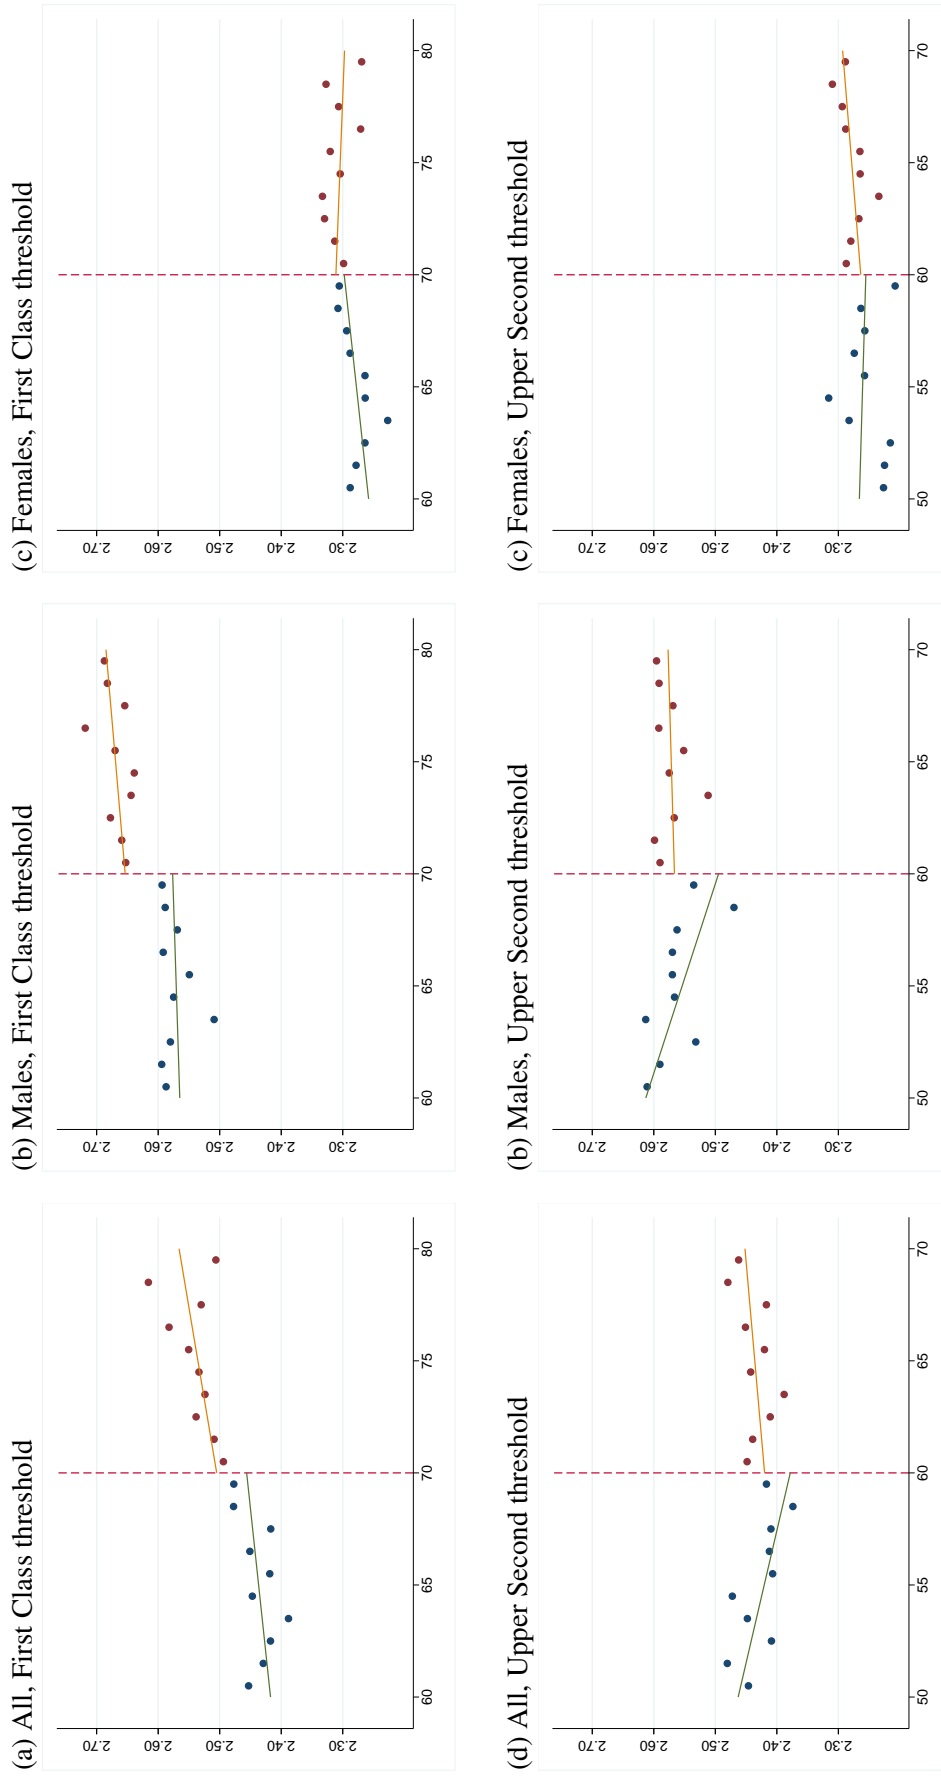 (a) All, First Class threshold
2.70
2.60
2.50
2.40
2.30
60 65 70 75 80
(b) Males, First Class threshold
2.70
2.60
2.50
2.40
2.30
60 65 70 75 80
(c) Females, First Class threshold
2.70
2.60
2.50
2.40
2.30
60 65 70 75 80
(d) All, Upper Second threshold
2.70
2.60
2.50
2.40
2.30
50 55 60 65 70
(b) Males, Upper Second threshold
2.70
2.60
2.50
2.40
2.30
50 55 60 65 70
(c) Females, Upper Second threshold
2.70
2.60
2.50
2.40
2.30
50 55 60 65 70